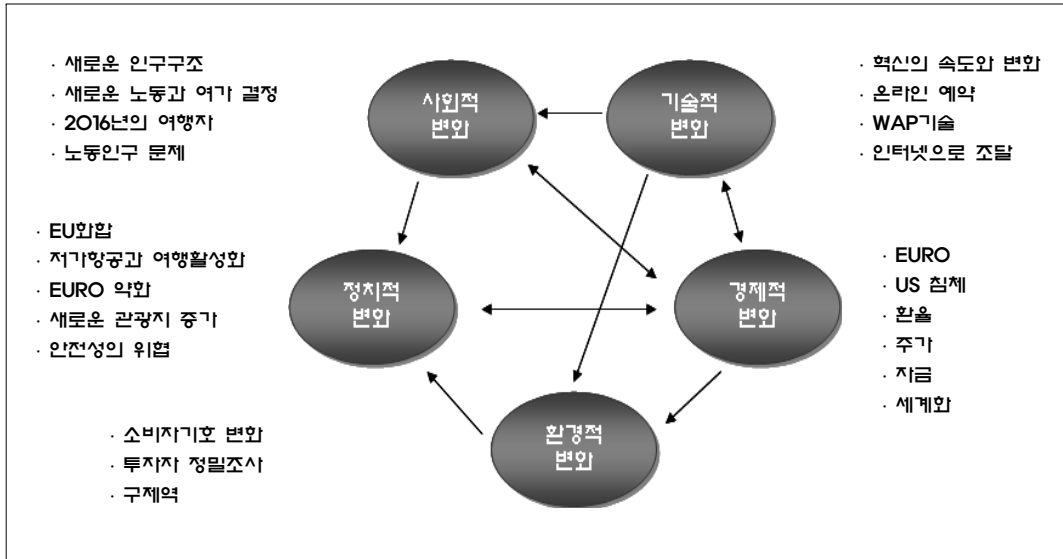 · 새로운 인구구조
· 새로운 노동과 여가 결정
· 2016년의 여행자
· 노동인구 문제
사회적
변화
기술적
변화
· 혁신의 속도와 변화
· 온라인 예약
· WAP기술
· 인터넷으로 조달
· EU화합
· 저가항공과 여행활성화
· EURO 약화
· 새로운 관광지 증가
· 안전성의 위협
정치적
변화
경제적
변화
· EURO
· US 침체
· 환율
· 주가
· 자금
· 세계화
· 소비자기호 변화
· 투자자 정밀조사
· 구제역
환경적
변화